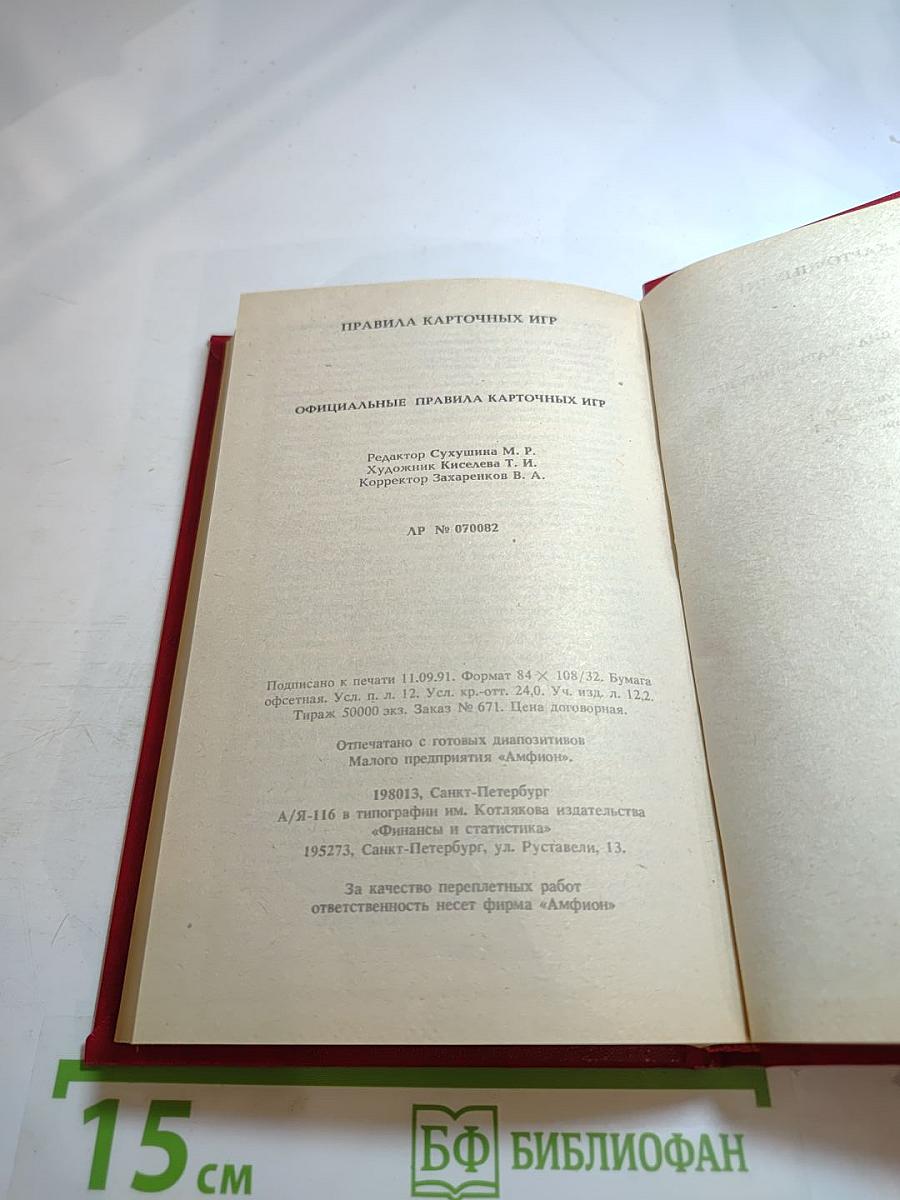 ПРАВИЛА КАРТОЧНЫХ ИГР
ОФИЦИАЛЬНЫЕ ПРАВИЛА КАРТОЧНЫХ ИГР
Редактор Сухушина М. Р.
Художник Киселева Т. И.
Корректор Захаренков В. А.
ЛР № 070082
Подписано к печати 11.09.91. Формат 84 × 108/32. Бумага
офсетная. Усл. п. л. 12. Усл. кр.-отт. 24,0. Уч. изд. л. 12,2.
Тираж 50000 экз. Заказ № 671. Цена договорная.
Отпечатано с готовых диапозитивов
Малого предприятия «Амфион».
198013, Санкт-Петербург
А/Я-116 в типографии им. Котлякова издательства
«Финансы и статистика»
195273, Санкт-Петербург, ул. Руставели, 13.
За качество переплетных работ
ответственность несет фирма «Амфион»
15 см
БФ БИБЛИОФАН